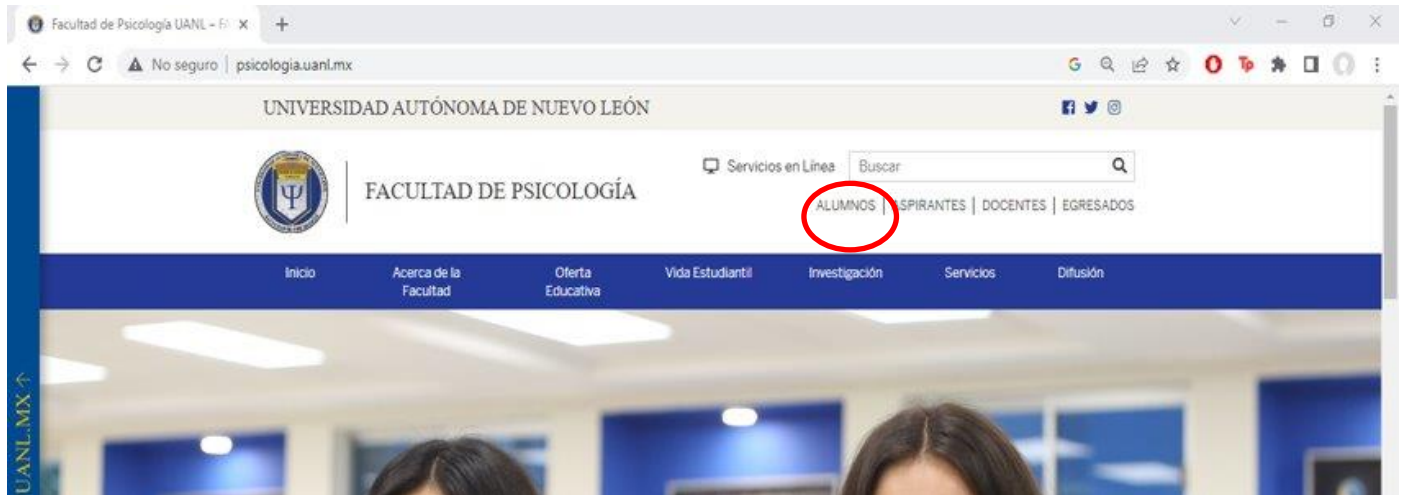 Facultad de Psicología UANL – F
No seguro | psicologia.uanl.mx
UNIVERSIDAD AUTÓNOMA DE NUEVO LEÓN
Servicios en Línea
Buscar
FACULTAD DE PSICOLOGÍA
ALUMNOS | ASPIRANTES | DOCENTES | EGRESADOS
Inicio Acerca de la Facultad Oferta Educativa Vida Estudiantil Investigación Servicios Difusión
UANL.MX